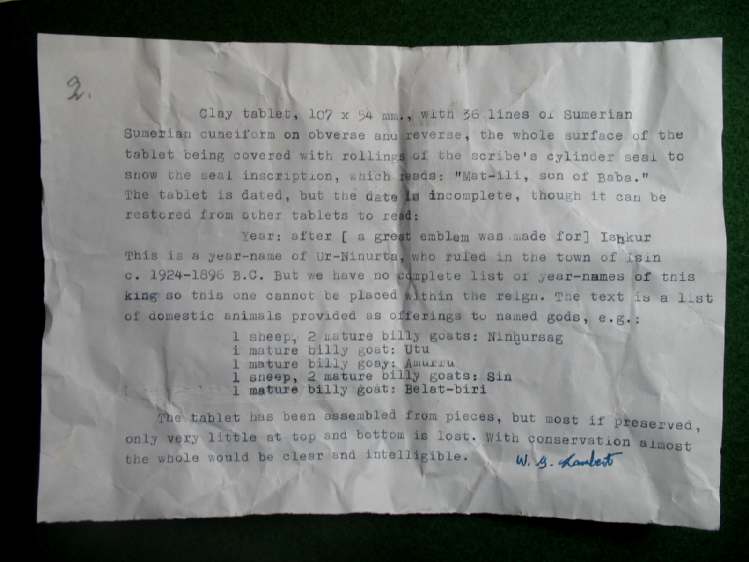 2.
Clay tablet, 107 x 54 mm., with 36 lines of Sumerian
Sumerian cuneiform on obverse and reverse, the whole surface of the
tablet being covered with rollings of the scribe's cylinder seal to
show the seal inscription, which reads: "Mat-ili, son of Baba."
The tablet is dated, but the date is incomplete, though it can be
restored from other tablets to read:
Year: after [ a great emblem was made for] Ishkur
This is a year-name of Ur-Ninurta, who ruled in the town of Isin
c. 1924-1896 B.C. But we have no complete list of year-names of this
king so this one cannot be placed within the reign. The text is a list
of domestic animals provided as offerings to named gods, e.g.:
1 sheep, 2 mature billy goats: Ninhursag
1 mature billy goat: Utu
1 mature billy goay: Amurru
1 sheep, 2 mature billy goats: Sin
1 mature billy goat: Belat-biri
The tablet has been assembled from pieces, but most if preserved,
only very little at top and bottom is lost. With conservation almost
the whole would be clear and intelligible.
W. G. Lambert